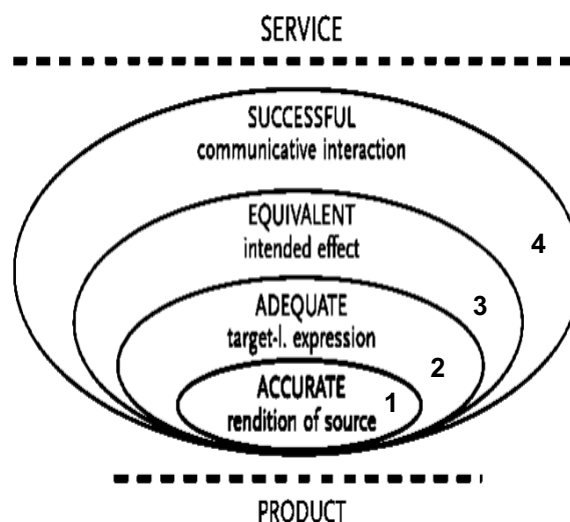 SERVICE
SUCCESSFUL
communicative interaction
4
EQUIVALENT
intended effect
3
ADEQUATE
target-l. expression
2
ACCURATE
rendition of source
1
PRODUCT